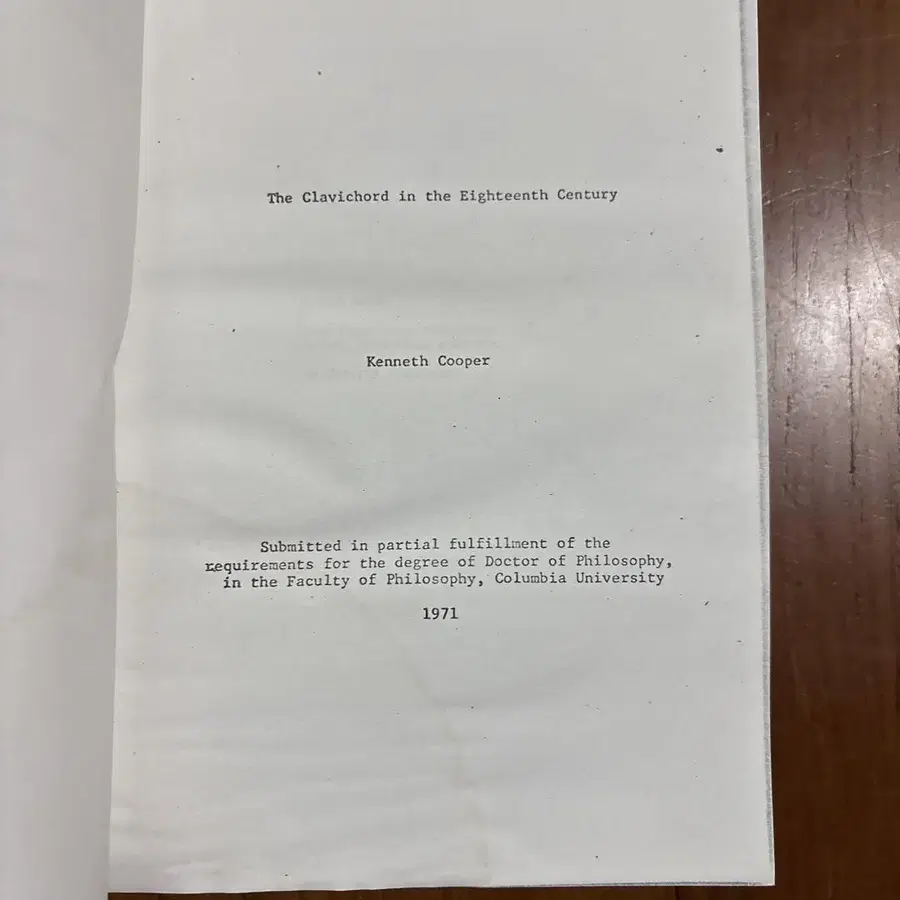 The Clavichord in the Eighteenth Century
Kenneth Cooper
Submitted in partial fulfillment of the
requirements for the degree of Doctor of Philosophy,
in the Faculty of Philosophy, Columbia University
1971